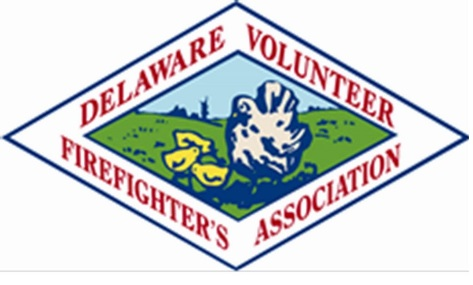 DELAWARE VOLUNTEER
FIREFIGHTER'S ASSOCIATION